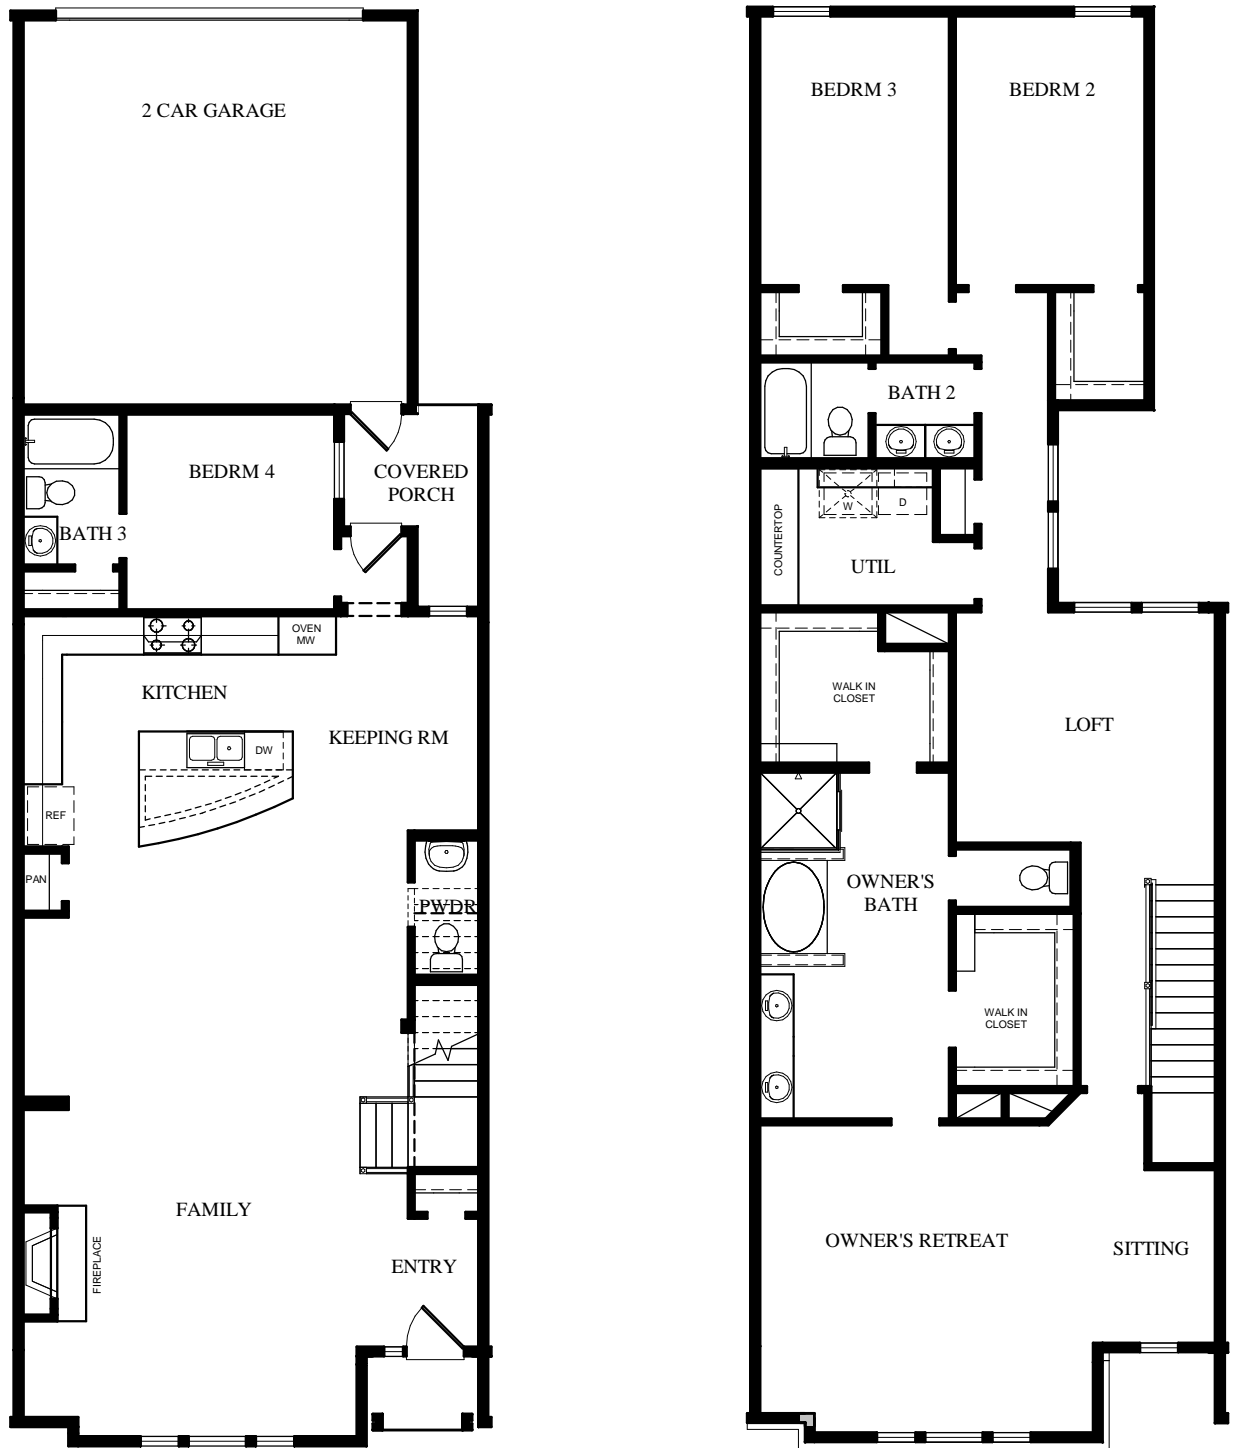 2 CAR GARAGE
BEDRM 4
COVERED
PORCH
BATH 3
OVEN
MW
KITCHEN
KEEPING RM
DW
REF
PAN
PWDR
FAMILY
FIREPLACE
ENTRY
BEDRM 3
BEDRM 2
BATH 2
W
D
COUNTERTOP
UTIL
WALK IN
CLOSET
LOFT
OWNER'S
BATH
WALK IN
CLOSET
OWNER'S RETREAT
SITTING